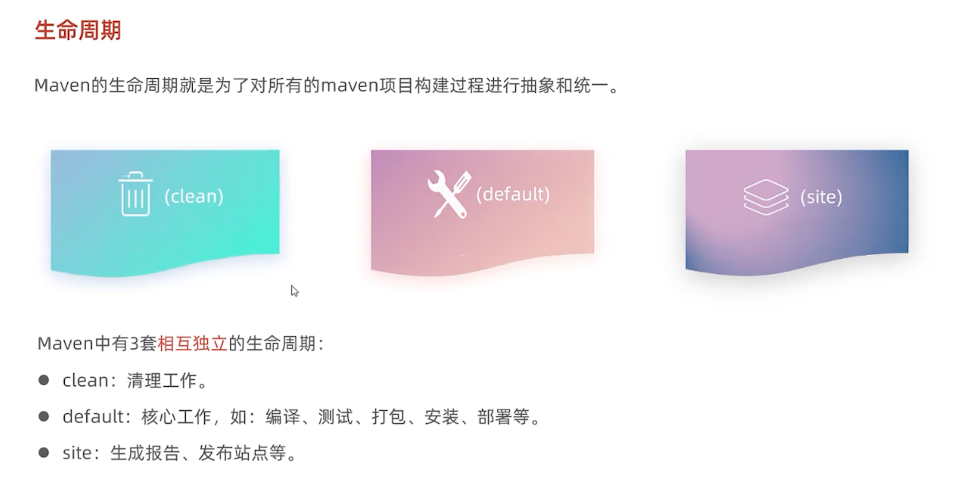 生命周期
Maven的生命周期就是为了对所有的maven项目构建过程进行抽象和统一。
(clean)
(default)
(site)
Maven中有3套相互独立的生命周期：
● clean：清理工作。
● default：核心工作，如：编译、测试、打包、安装、部署等。
● site：生成报告、发布站点等。